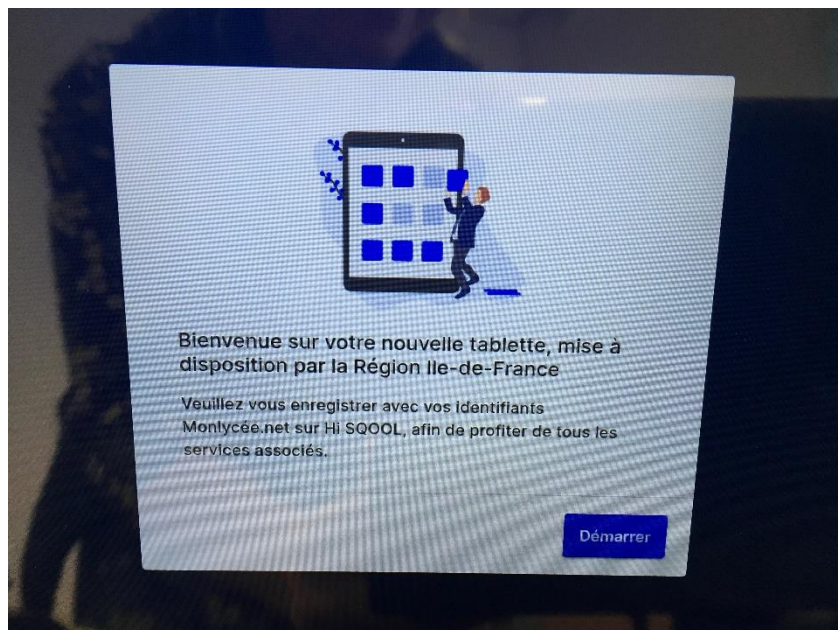 Bienvenue sur votre nouvelle tablette, mise à
disposition par la Région Ile-de-France
Veuillez vous enregistrer avec vos identifiants
Monlycée.net sur Hi SQOOL, afin de profiter de tous les
services associés.
Démarrer